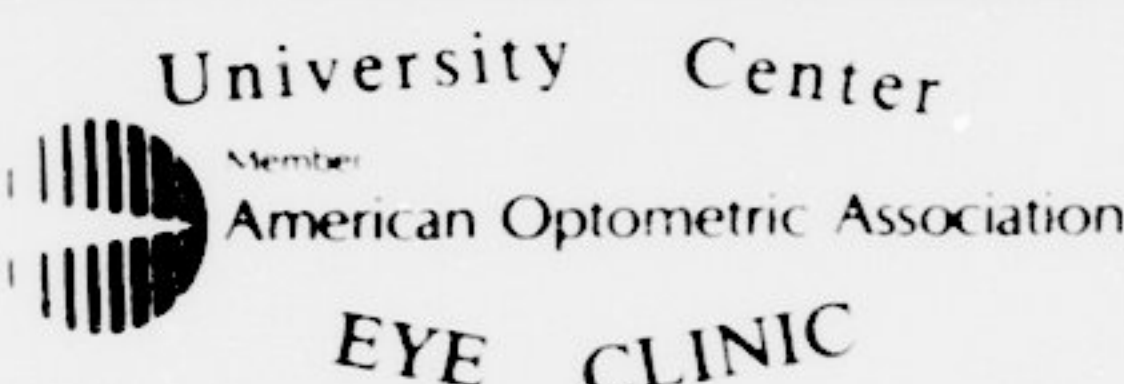 University Center
Member
American Optometric Association
EYE CLINIC